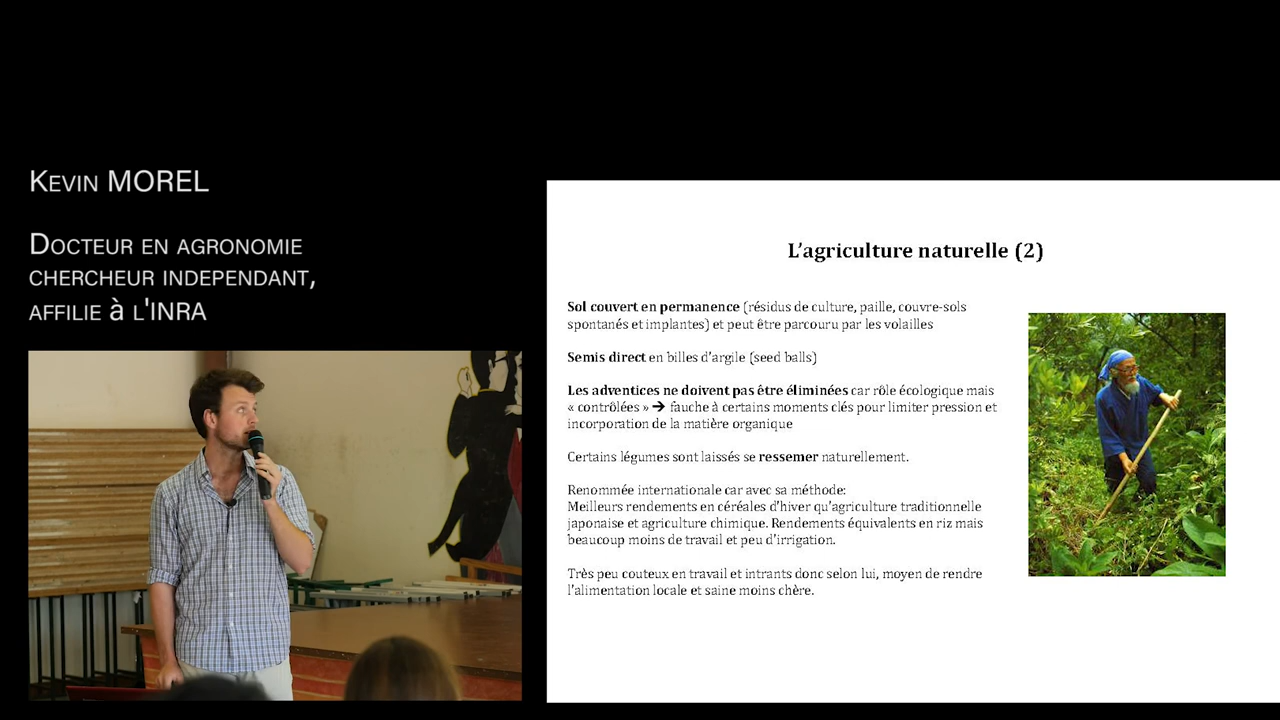 Kevin MOREL
Docteur en agronomie
chercheur independant,
affilie à l'INRA
L'agriculture naturelle (2)
Sol couvert en permanence (résidus de culture, paille, couvre-sols
spontanés et implantes) et peut être parcouru par les volailles
Semis direct en billes d'argile (seed balls)
Les adventices ne doivent pas être éliminées car rôle écologique mais
« contrôlées » ➔ fauche à certains moments clés pour limiter pression et
incorporation de la matière organique
Certains légumes sont laissés se ressemer naturellement.
Renommée internationale car avec sa méthode:
Meilleurs rendements en céréales d'hiver qu'agriculture traditionnelle
japonaise et agriculture chimique. Rendements équivalents en riz mais
beaucoup moins de travail et peu d'irrigation.
Très peu couteux en travail et intrants donc selon lui, moyen de rendre
l'alimentation locale et saine moins chère.